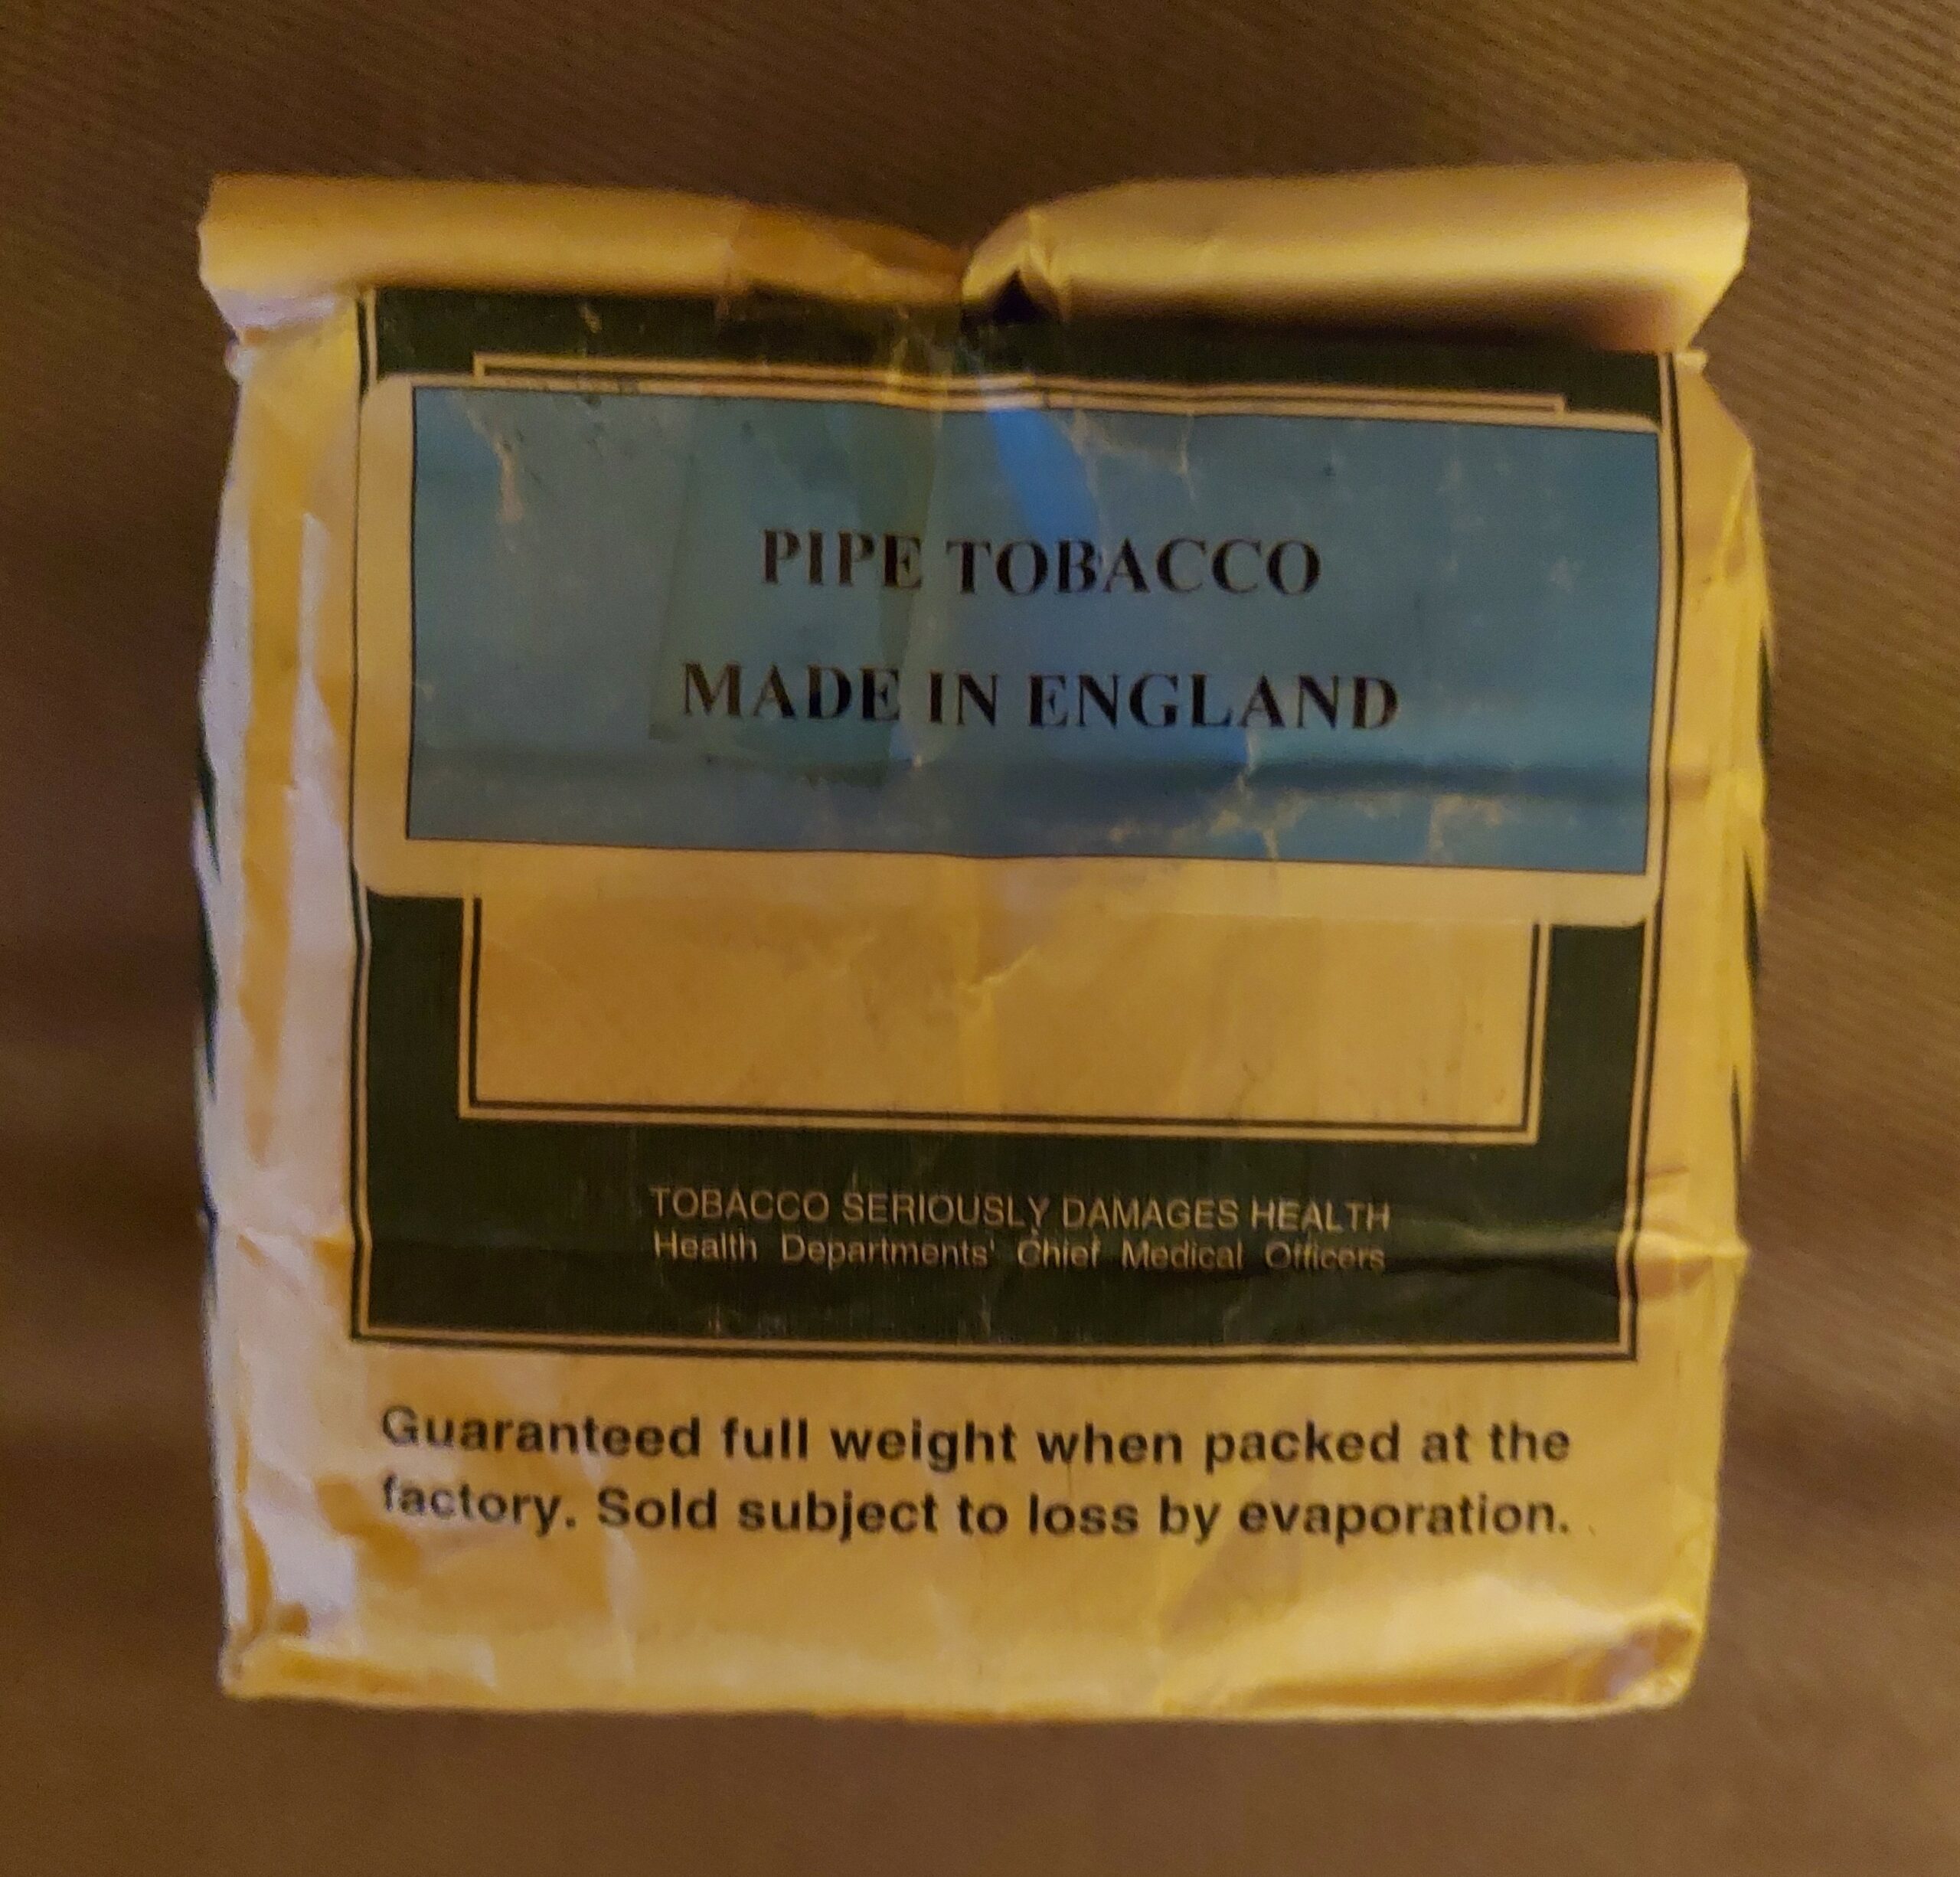 PIPE TOBACCO
MADE IN ENGLAND
TOBACCO SERIOUSLY DAMAGES HEALTH
Health Departments' Chief Medical Officers
Guaranteed full weight when packed at the
factory. Sold subject to loss by evaporation.